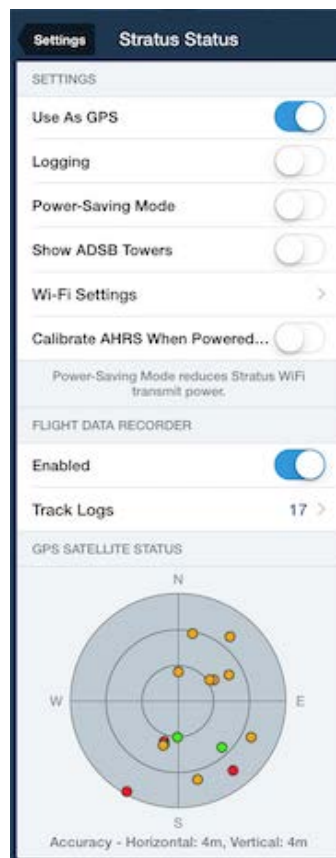 Settings
Stratus Status
SETTINGS
Use As GPS
Logging
Power-Saving Mode
Show ADSB Towers
Wi-Fi Settings
Calibrate AHRS When Powered...
Power-Saving Mode reduces Stratus WiFi
transmit power.
FLIGHT DATA RECORDER
Enabled
Track Logs 17
GPS SATELLITE STATUS
N
W E
S
Accuracy - Horizontal: 4m, Vertical: 4m